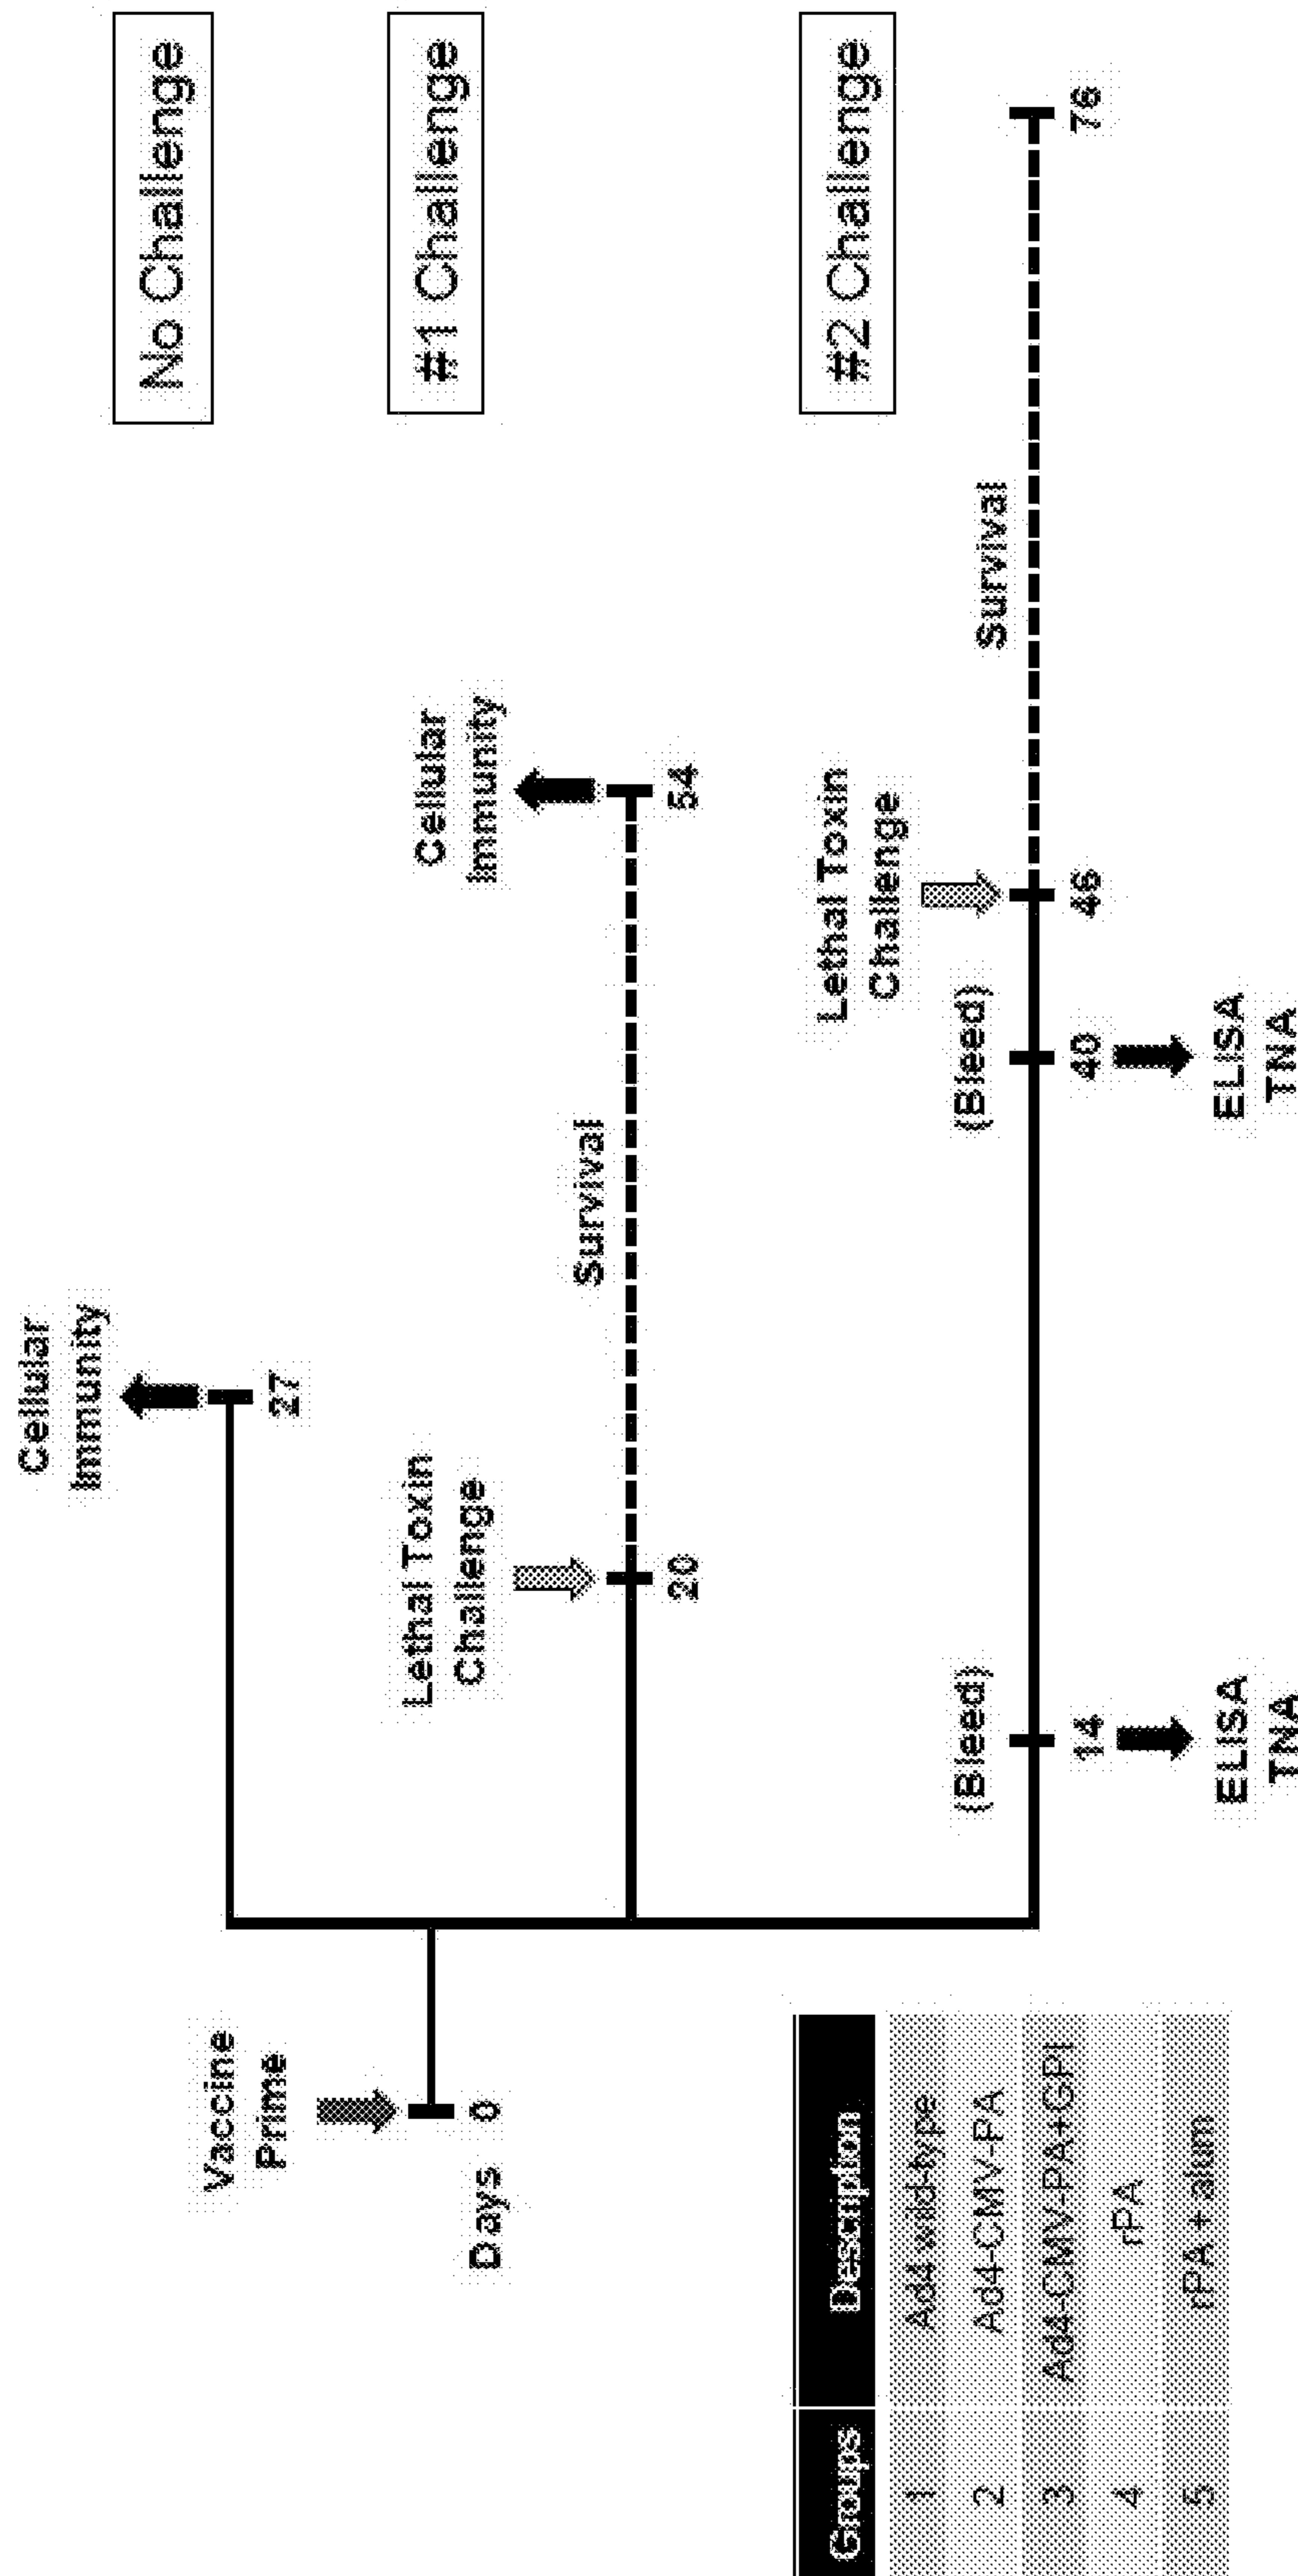 Cellular
Immunity
No Challenge
27
Vaccine
Prime
0
Days
Lethal Toxin
Challenge
Cellular
Immunity
#1 Challenge
Survival
20
54
Lethal Toxin
Challenge
#2 Challenge
(Bleed)
(Bleed)
Survival
14
40
46
76
ELISA
TNA
ELISA
TNA
Groups Description
1 Ad4 wild-type
2 Ad4-CMV-PA
3 Ad4-CMV-PA+GPI
4 rPA
5 rPA + alum